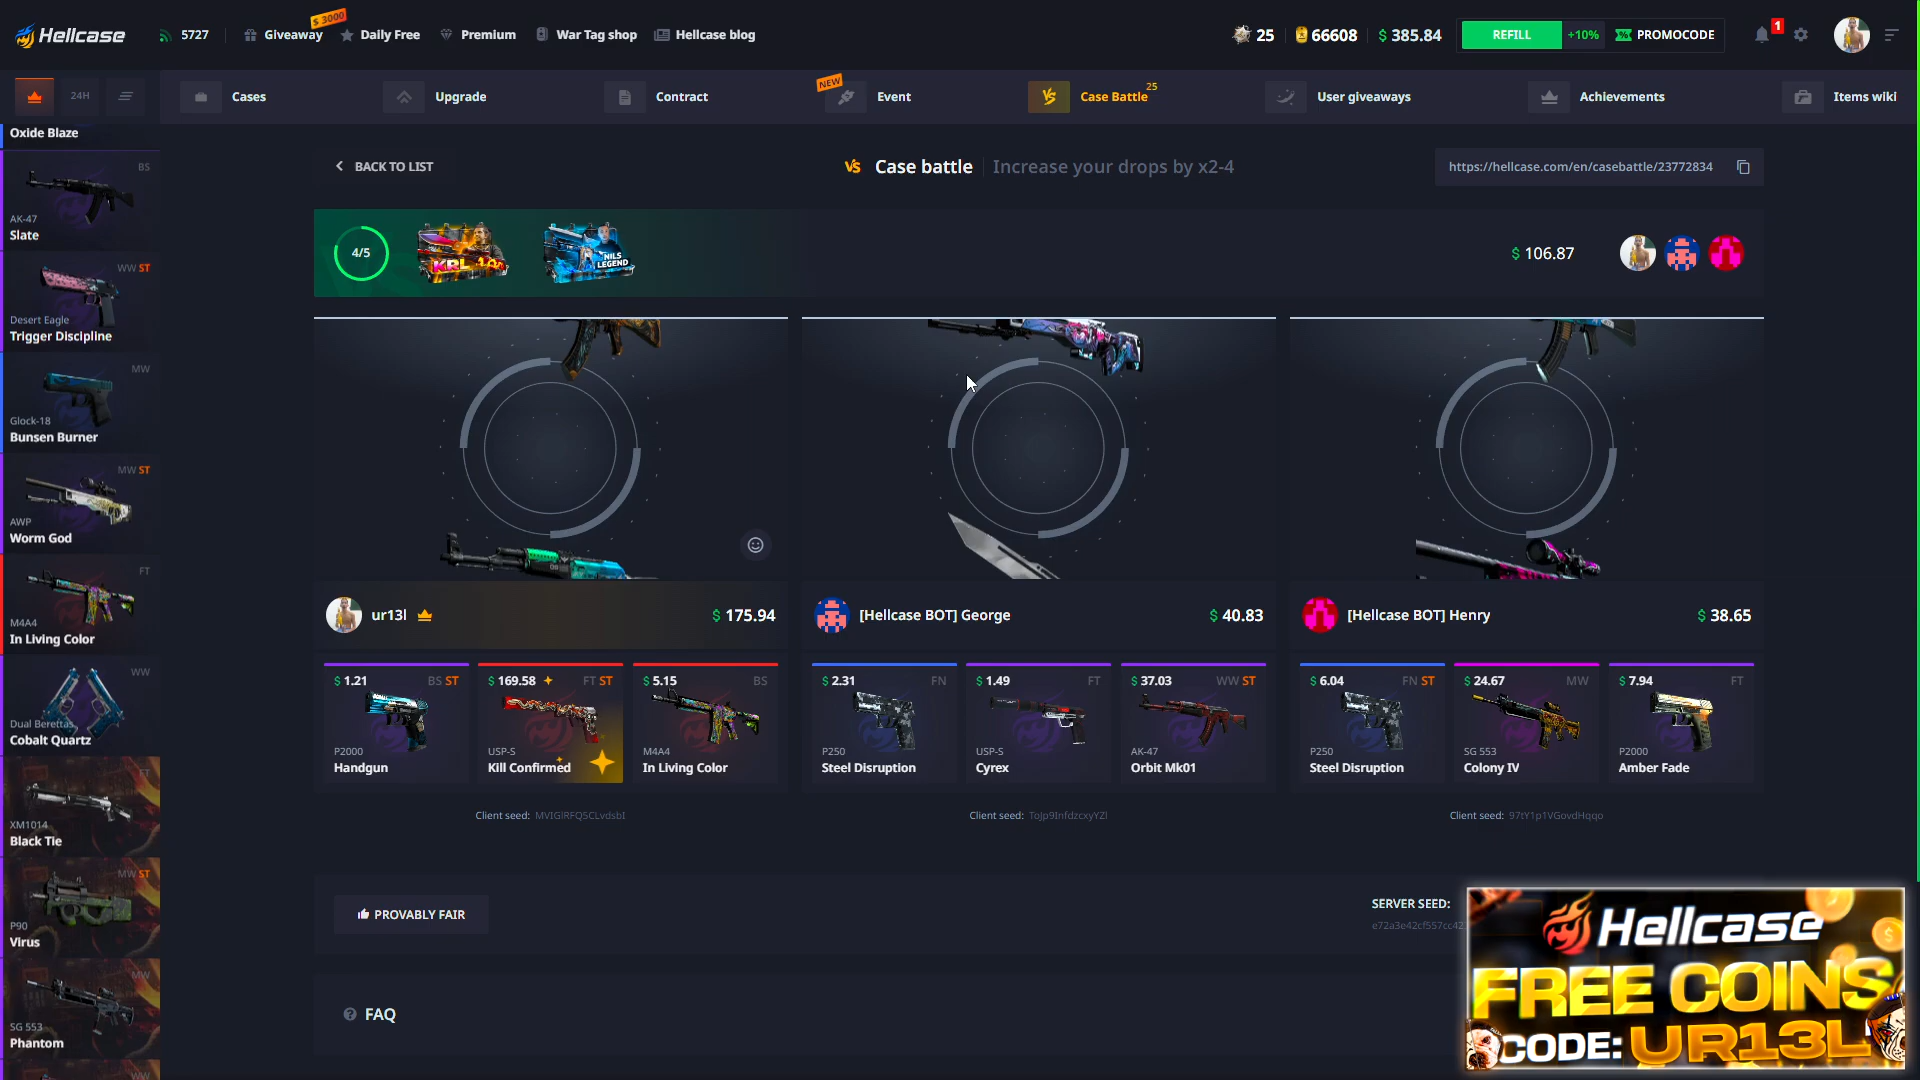 Hellcase
5727
Giveaway
$ 3000
Daily Free
Premium
War Tag shop
Hellcase blog
25
66608
$ 385.84
REFILL
+10%
PROMOCODE
1
24H
Cases
Upgrade
Contract
NEW
Event
Case Battle
25
User giveaways
Achievements
Items wiki
Oxide Blaze
BS
AK-47
Slate
WW ST
Desert Eagle
Trigger Discipline
MW
Glock-18
Bunsen Burner
MW ST
AWP
Worm God
FT
M4A4
In Living Color
WW
Dual Berettas
Cobalt Quartz
FT
XM1014
Black Tie
MW ST
P90
Virus
MW
SG 553
Phantom
WW
BACK TO LIST
VS Case battle
Increase your drops by x2-4
https://hellcase.com/en/casebattle/23772834
4/5
NILS
LEGEND
$ 106.87
ur13l
$ 175.94
[Hellcase BOT] George
$ 40.83
[Hellcase BOT] Henry
$ 38.65
$ 1.21
BS ST
P2000
Handgun
$ 169.58
FT ST
USP-S
Kill Confirmed
$ 5.15
BS
M4A4
In Living Color
$ 2.31
FN
P250
Steel Disruption
$ 1.49
FT
USP-S
Cyrex
$ 37.03
WW ST
AK-47
Orbit Mk01
$ 6.04
FN ST
P250
Steel Disruption
$ 24.67
MW
SG 553
Colony IV
$ 7.94
FT
P2000
Amber Fade
Client seed:
Client seed:
Client seed: 97tY1p1VGovdHqqo
PROVABLY FAIR
SERVER SEED:
FAQ
Hellcase
FREE COINS
CODE: UR13L